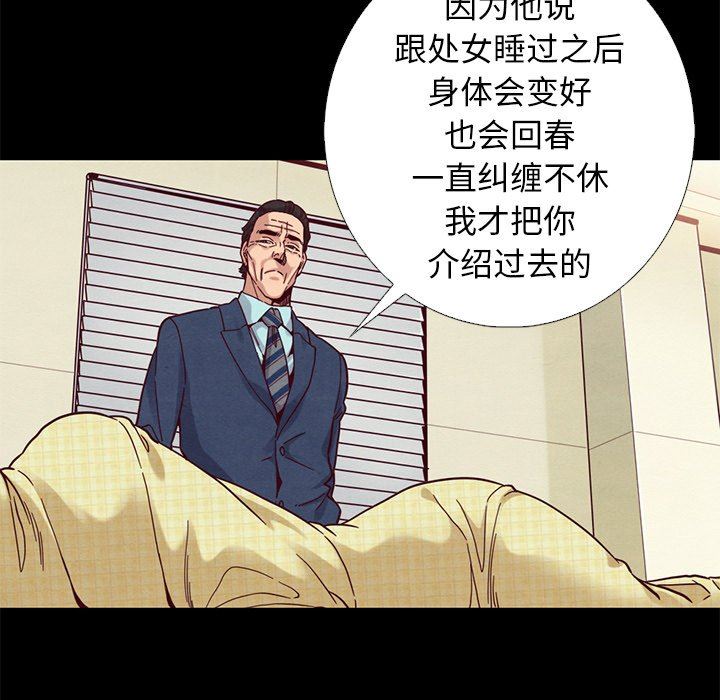 因为他说
跟处女睡过之后
身体会变好
也会回春
一直纠缠不休
我才把你
介绍过去的